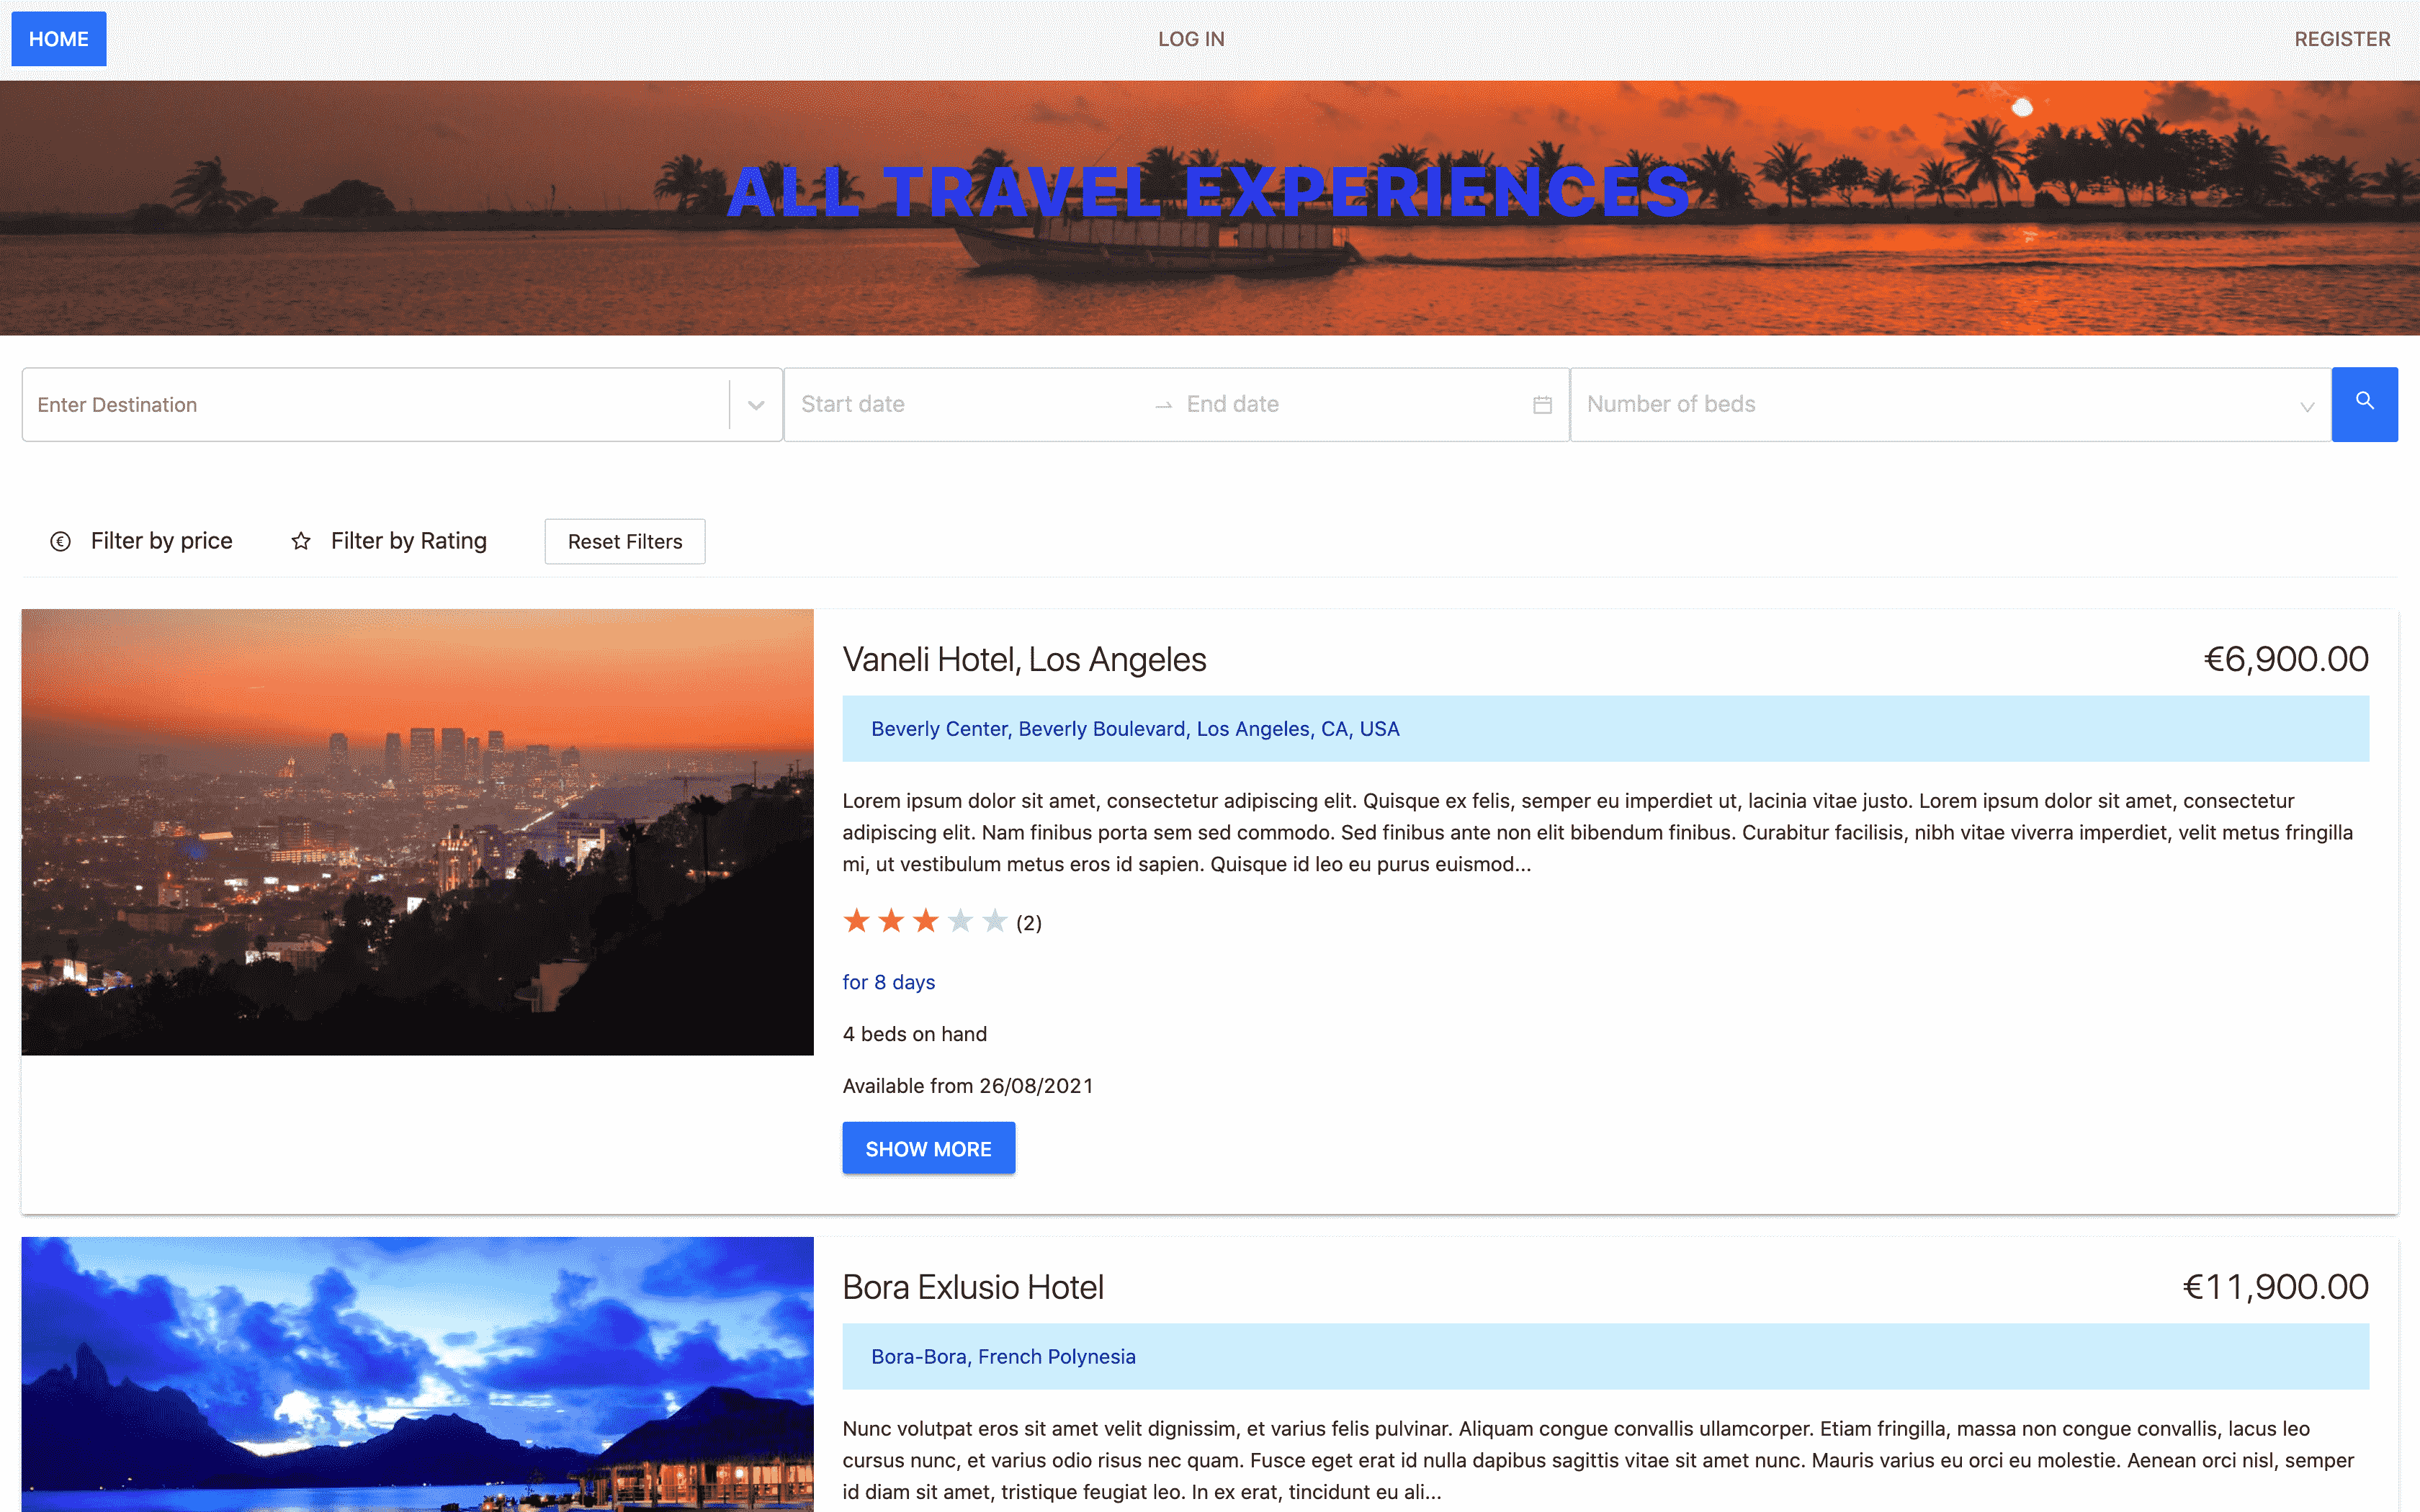 HOME
LOG IN
REGISTER
ALL TRAVEL EXPERIENCES
Enter Destination
Start date
End date
Number of beds
Filter by price
Filter by Rating
Reset Filters
Vaneli Hotel, Los Angeles
€6,900.00
Beverly Center, Beverly Boulevard, Los Angeles, CA, USA
Lorem ipsum dolor sit amet, consectetur adipiscing elit. Quisque ex felis, semper eu imperdiet ut, lacinia vitae justo. Lorem ipsum dolor sit amet, consectetur
adipiscing elit. Nam finibus porta sem sed commodo. Sed finibus ante non elit bibendum finibus. Curabitur facilisis, nibh vitae viverra imperdiet, velit metus fringilla
mi, ut vestibulum metus eros id sapien. Quisque id leo eu purus euismod...
(2)
for 8 days
4 beds on hand
Available from 26/08/2021
SHOW MORE
Bora Exlusio Hotel
€11,900.00
Bora-Bora, French Polynesia
Nunc volutpat eros sit amet velit dignissim, et varius felis pulvinar. Aliquam congue convallis ullamcorper. Etiam fringilla, massa non congue convallis, lacus leo
cursus nunc, et varius odio risus nec quam. Fusce eget erat id nulla dapibus sagittis vitae sit amet nunc. Mauris varius eu orci eu molestie. Aenean orci nisl, semper
id diam sit amet, tristique feugiat leo. In ex erat, tincidunt eu ali...